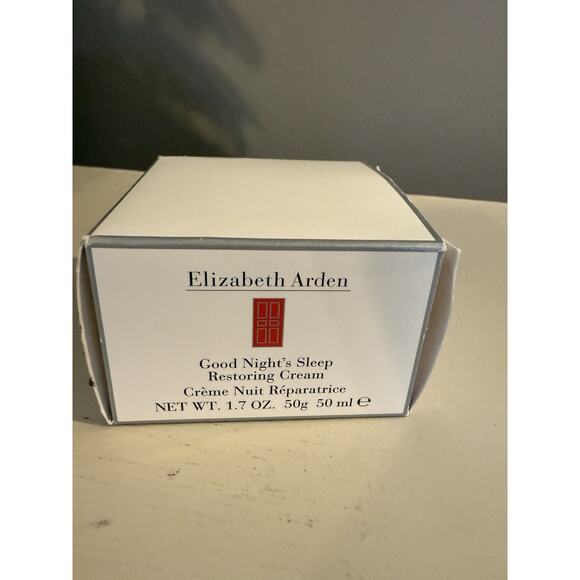 Elizabeth Arden
Good Night's Sleep
Restoring Cream
Crème Nuit Réparatrice
NET WT. 1.7 OZ. 50g 50 ml ℮